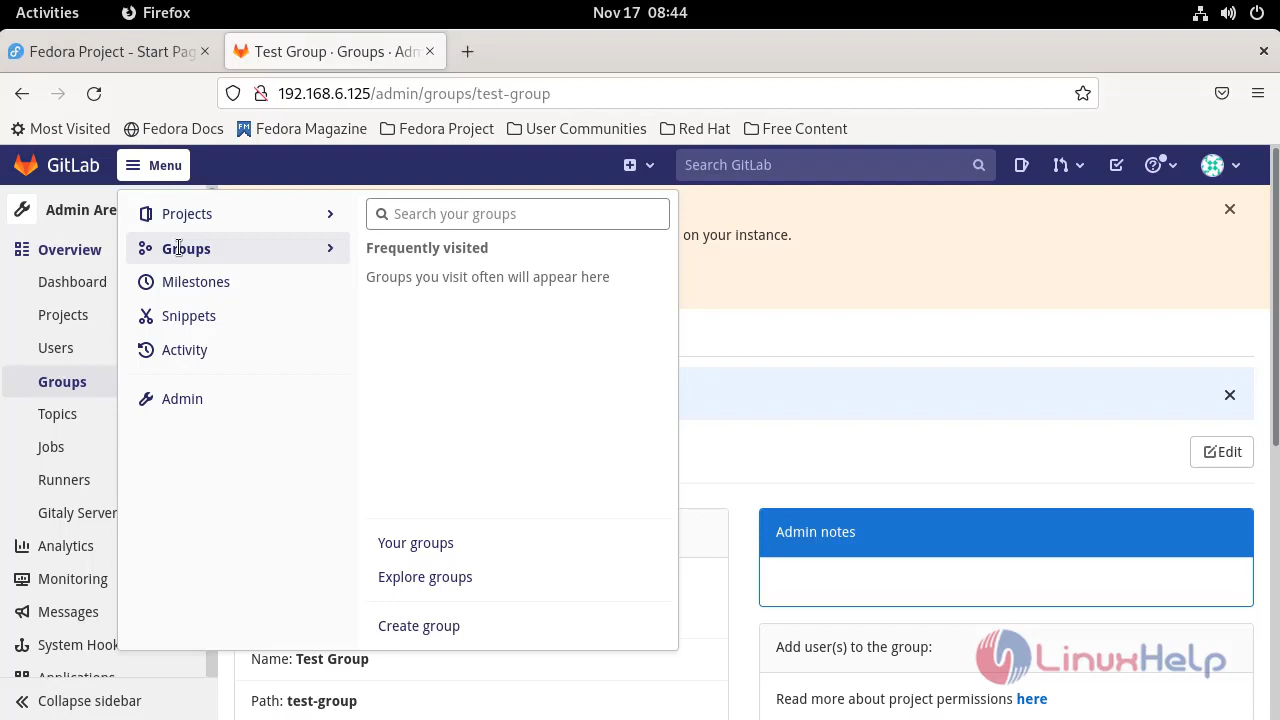 Activities Firefox Nov 17 08:44
Fedora Project - Start Pag Test Group · Groups · Adm
192.168.6.125/admin/groups/test-group
Most Visited Fedora Docs Fedora Magazine Fedora Project User Communities Red Hat Free Content
GitLab Menu Search GitLab
Admin Are
Overview
Dashboard
Projects
Users
Groups
Topics
Jobs
Runners
Gitaly Server
Analytics
Monitoring
Messages
System Hook
Applications
Collapse sidebar
Projects
Groups
Milestones
Snippets
Activity
Admin
Search your groups
Frequently visited
Groups you visit often will appear here
Your groups
Explore groups
Create group
on your instance.
Edit
Name: Test Group
Path: test-group
Admin notes
Add user(s) to the group:
Read more about project permissions here
LinuxHelp